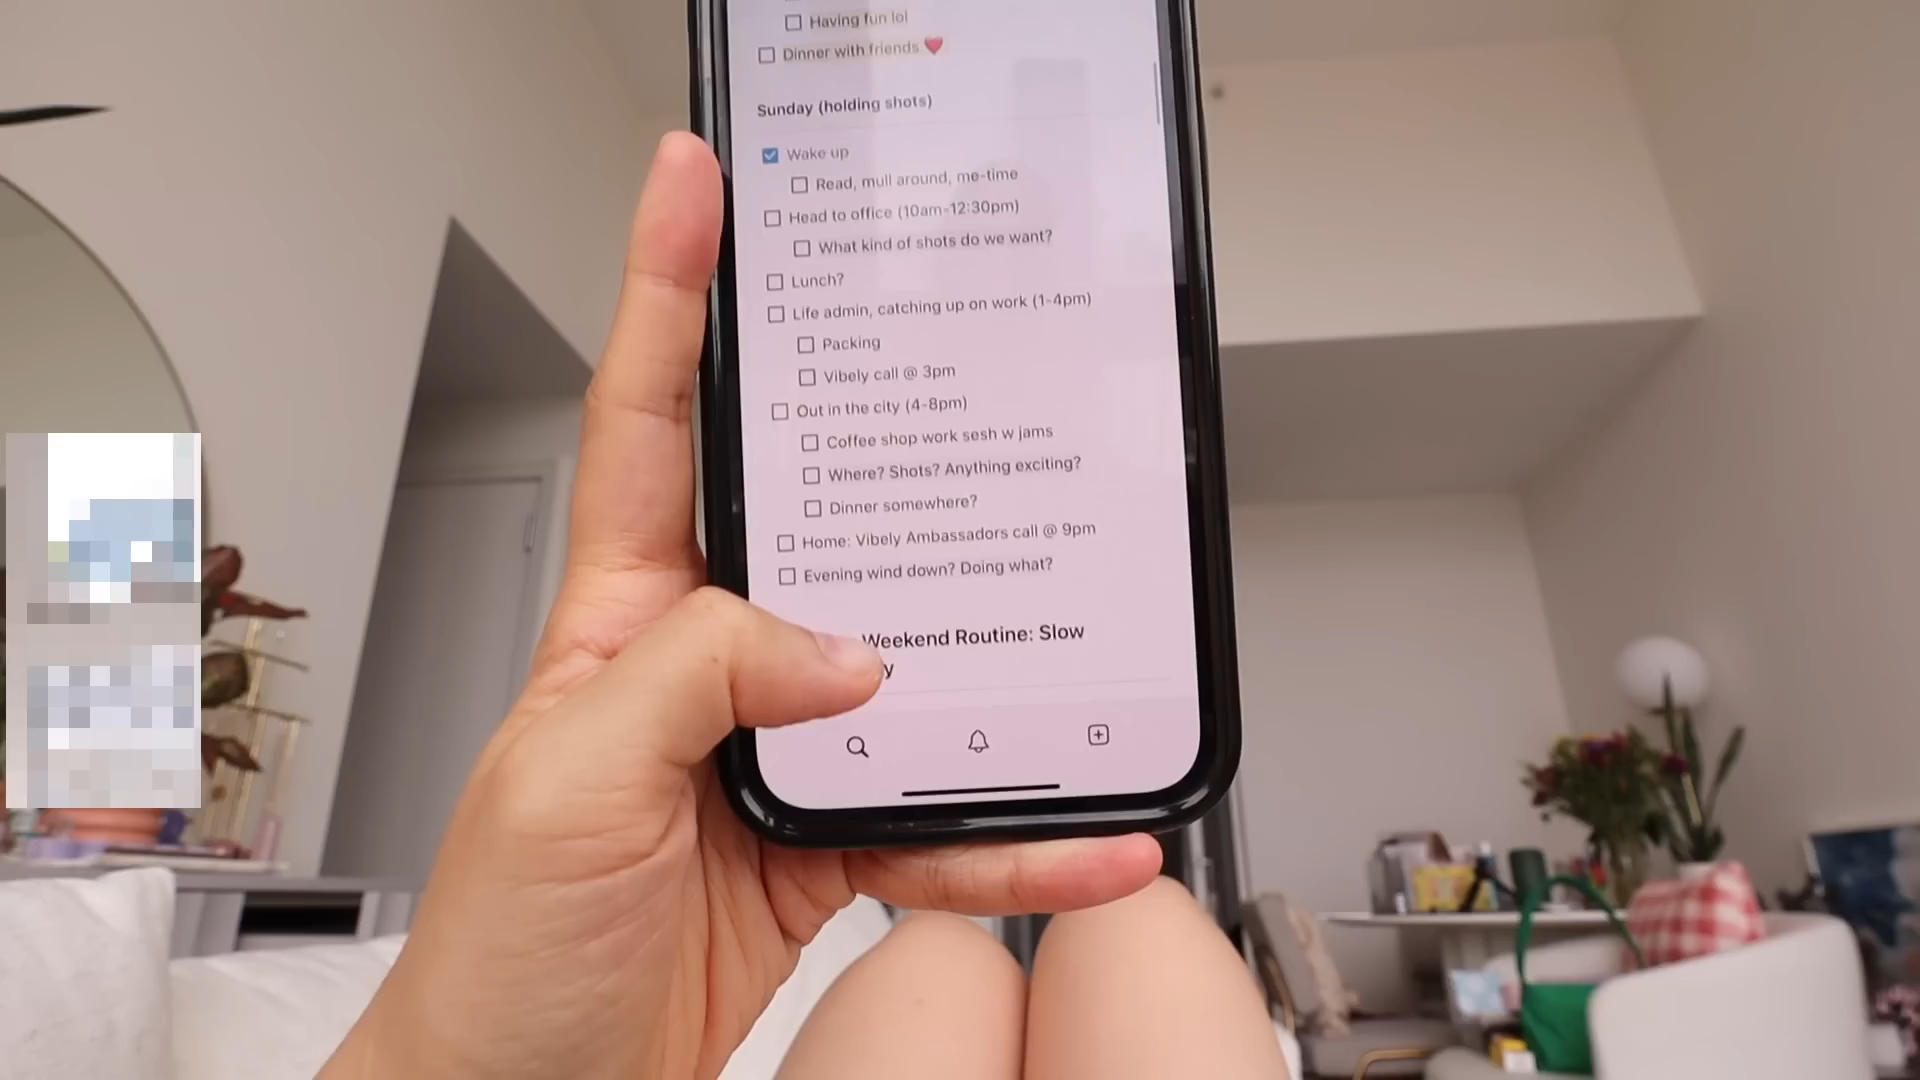 Having fun lol
Dinner with friends ❤️
Sunday (holding shots)
Wake up
Read, mull around, me-time
Head to office (10am-12:30pm)
What kind of shots do we want?
Lunch?
Life admin, catching up on work (1-4pm)
Packing
Vibely call @ 3pm
Out in the city (4-8pm)
Coffee shop work sesh w jams
Where? Shots? Anything exciting?
Dinner somewhere?
Home: Vibely Ambassadors call @ 9pm
Evening wind down? Doing what?
Weekend Routine: Slow